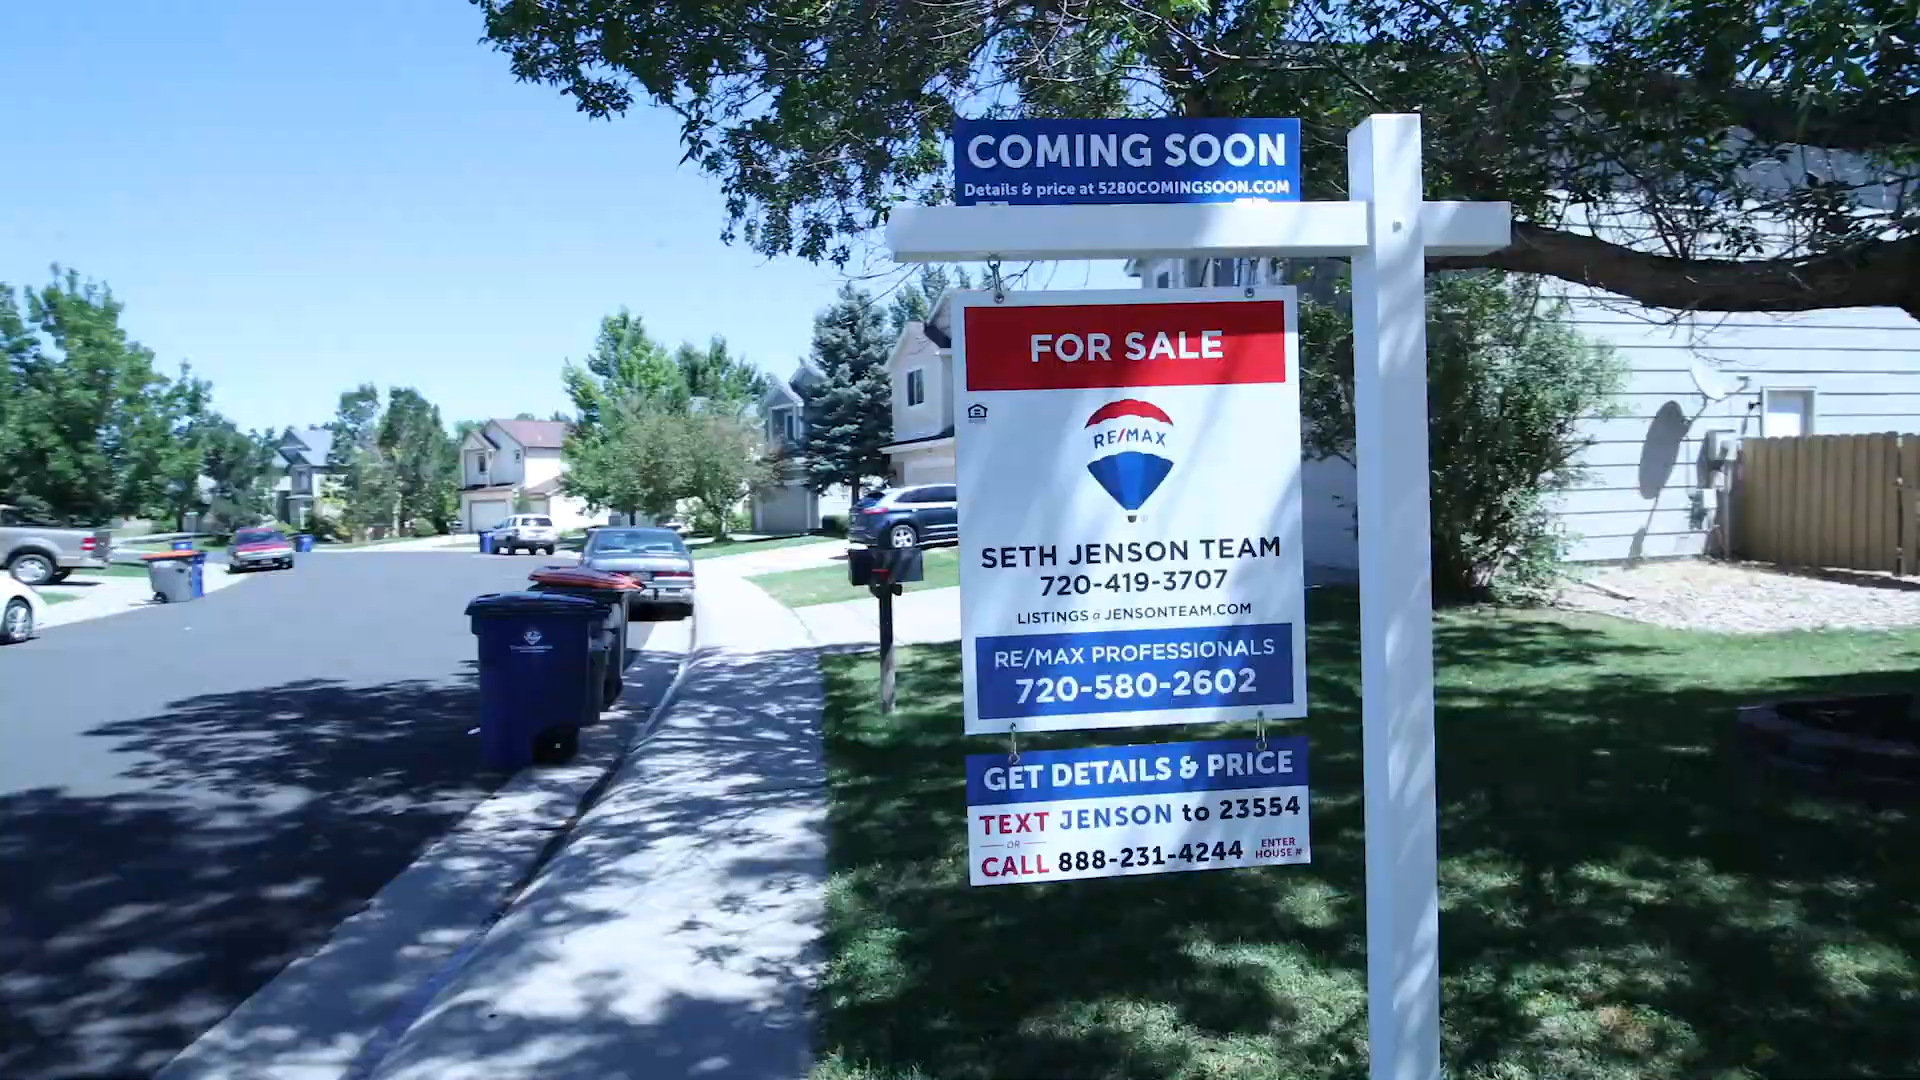 COMING SOON
Details & price at 5280COMINGSOON.COM
FOR SALE
RE/MAX
SETH JENSON TEAM
720-419-3707
LISTINGS@JENSONTEAM.COM
RE/MAX PROFESSIONALS
720-580-2602
GET DETAILS & PRICE
TEXT JENSON to 23554
OR
CALL 888-231-4244 ENTER
HOUSE #